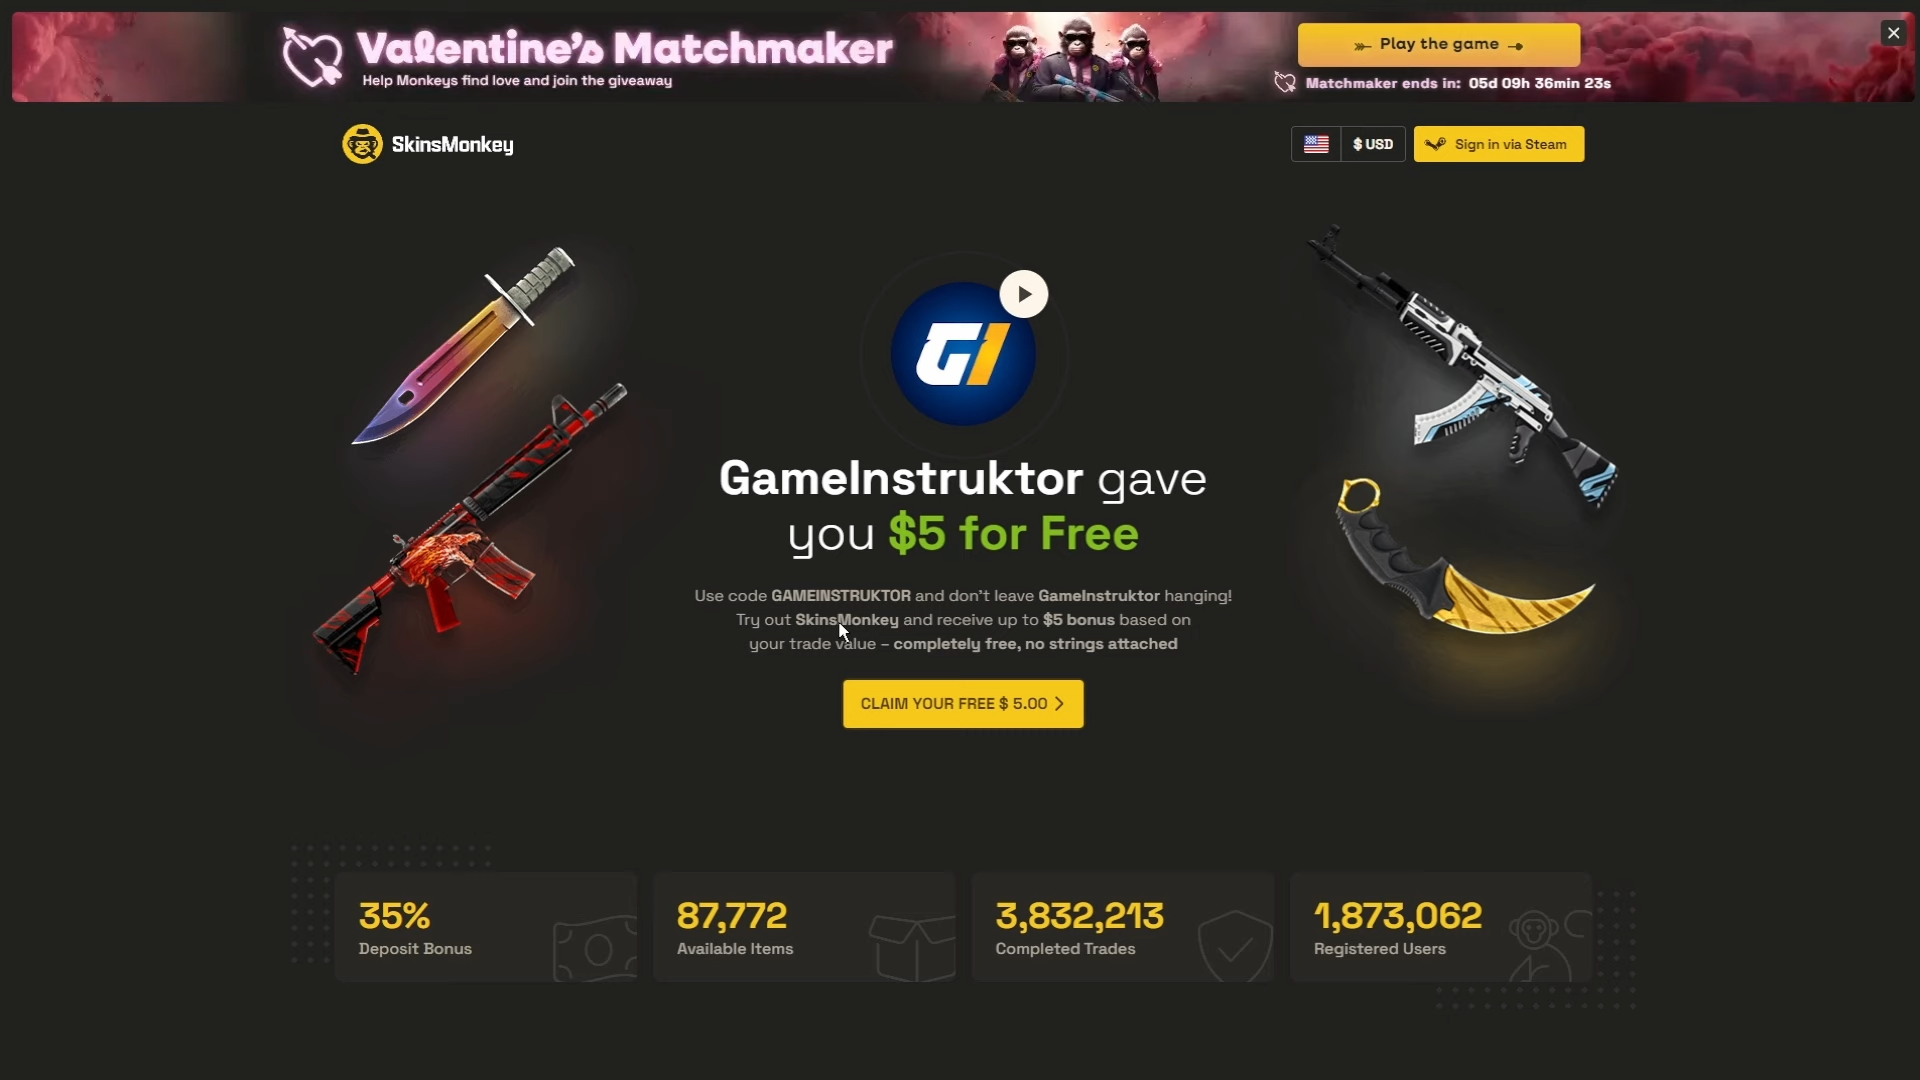 Valentine's Matchmaker
Help Monkeys find love and join the giveaway
Play the game
Matchmaker ends in: 05d 09h 36min 23s
SkinsMonkey
$ USD
Sign in via Steam
GI
GameInstruktor gave
you $5 for Free
Use code GAMEINSTRUKTOR and don't leave GameInstruktor hanging!
Try out SkinsMonkey and receive up to $5 bonus based on
your trade value – completely free, no strings attached
CLAIM YOUR FREE $ 5.00
35%
Deposit Bonus
87,772
Available Items
3,832,213
Completed Trades
1,873,062
Registered Users